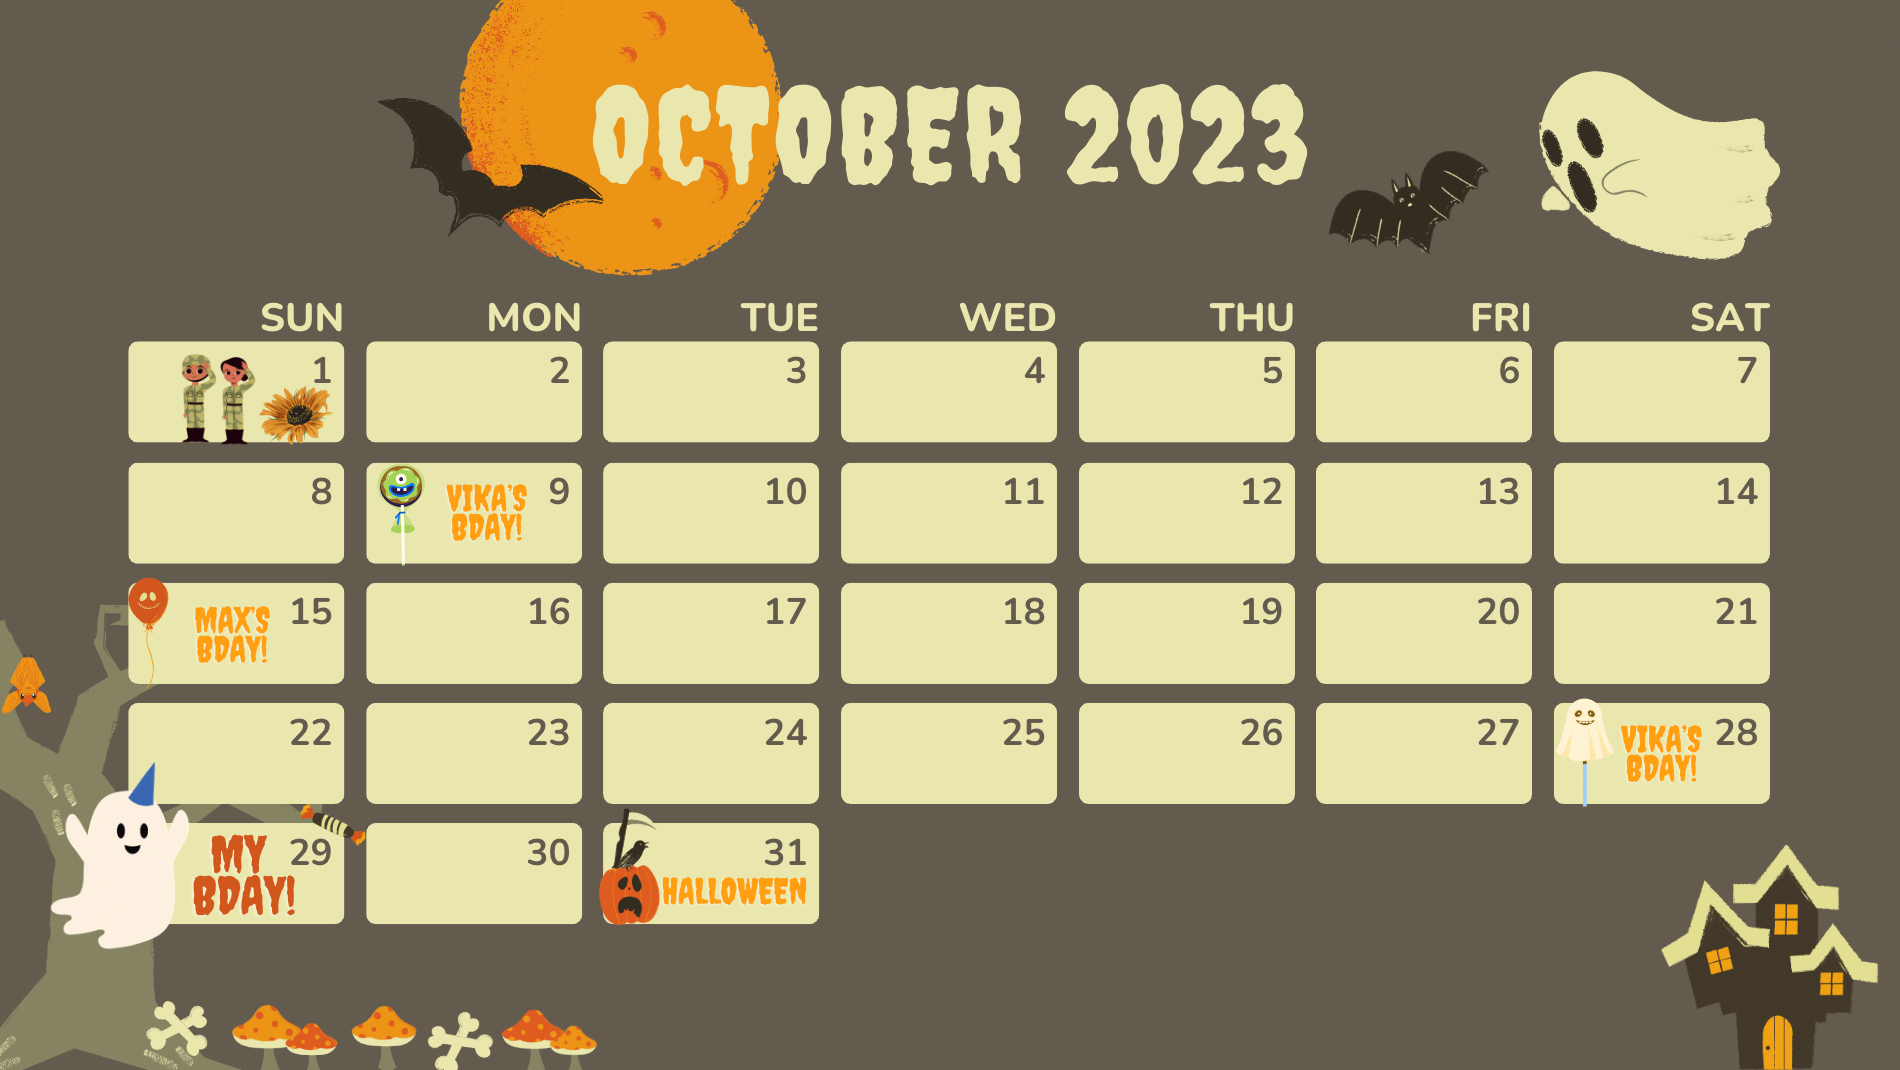 OCTOBER 2023
SUN MON TUE WED THU FRI SAT
1 2 3 4 5 6 7
8 9 10 11 12 13 14
VIKA'S
BDAY!
15 16 17 18 19 20 21
MAX'S
BDAY!
22 23 24 25 26 27 28
VIKA'S
BDAY!
29 30 31
MY
BDAY!
HALLOWEEN